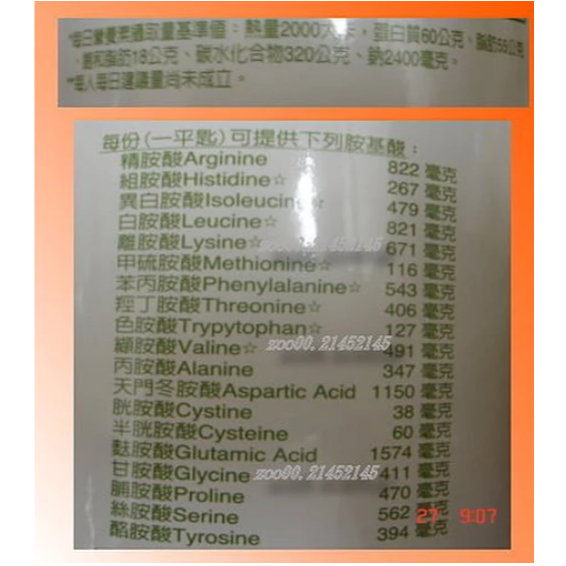 *每日營養素攝取量基準值：熱量2000大卡，蛋白質60公克、脂肪55公克
、飽和脂肪18公克、碳水化合物320公克、鈉2400毫克。
**每人每日建議量尚未成立。
每份(一平匙)可提供下列胺基酸：
精胺酸Arginine 822 毫克
組胺酸Histidine☆ 267 毫克
異白胺酸Isoleucine☆ 479 毫克
白胺酸Leucine☆ 821 毫克
離胺酸Lysine☆ 671 毫克
zoo00.21452145
甲硫胺酸Methionine☆ 116 毫克
苯丙胺酸Phenylalanine☆ 543 毫克
羥丁胺酸Threonine☆ 406 毫克
色胺酸Trypytophan☆ 127 毫克
纈胺酸Valine☆ 491 毫克
zoo00.21452145
丙胺酸Alanine 347 毫克
天門冬胺酸Aspartic Acid 1150 毫克
胱胺酸Cystine 38 毫克
半胱胺酸Cysteine 60 毫克
麩胺酸Glutamic Acid 1574 毫克
甘胺酸Glycine 411 毫克
zoo00.21452145
脯胺酸Proline 470 毫克
絲胺酸Serine 562 毫克
27 9:07
酪胺酸Tyrosine 394 毫克